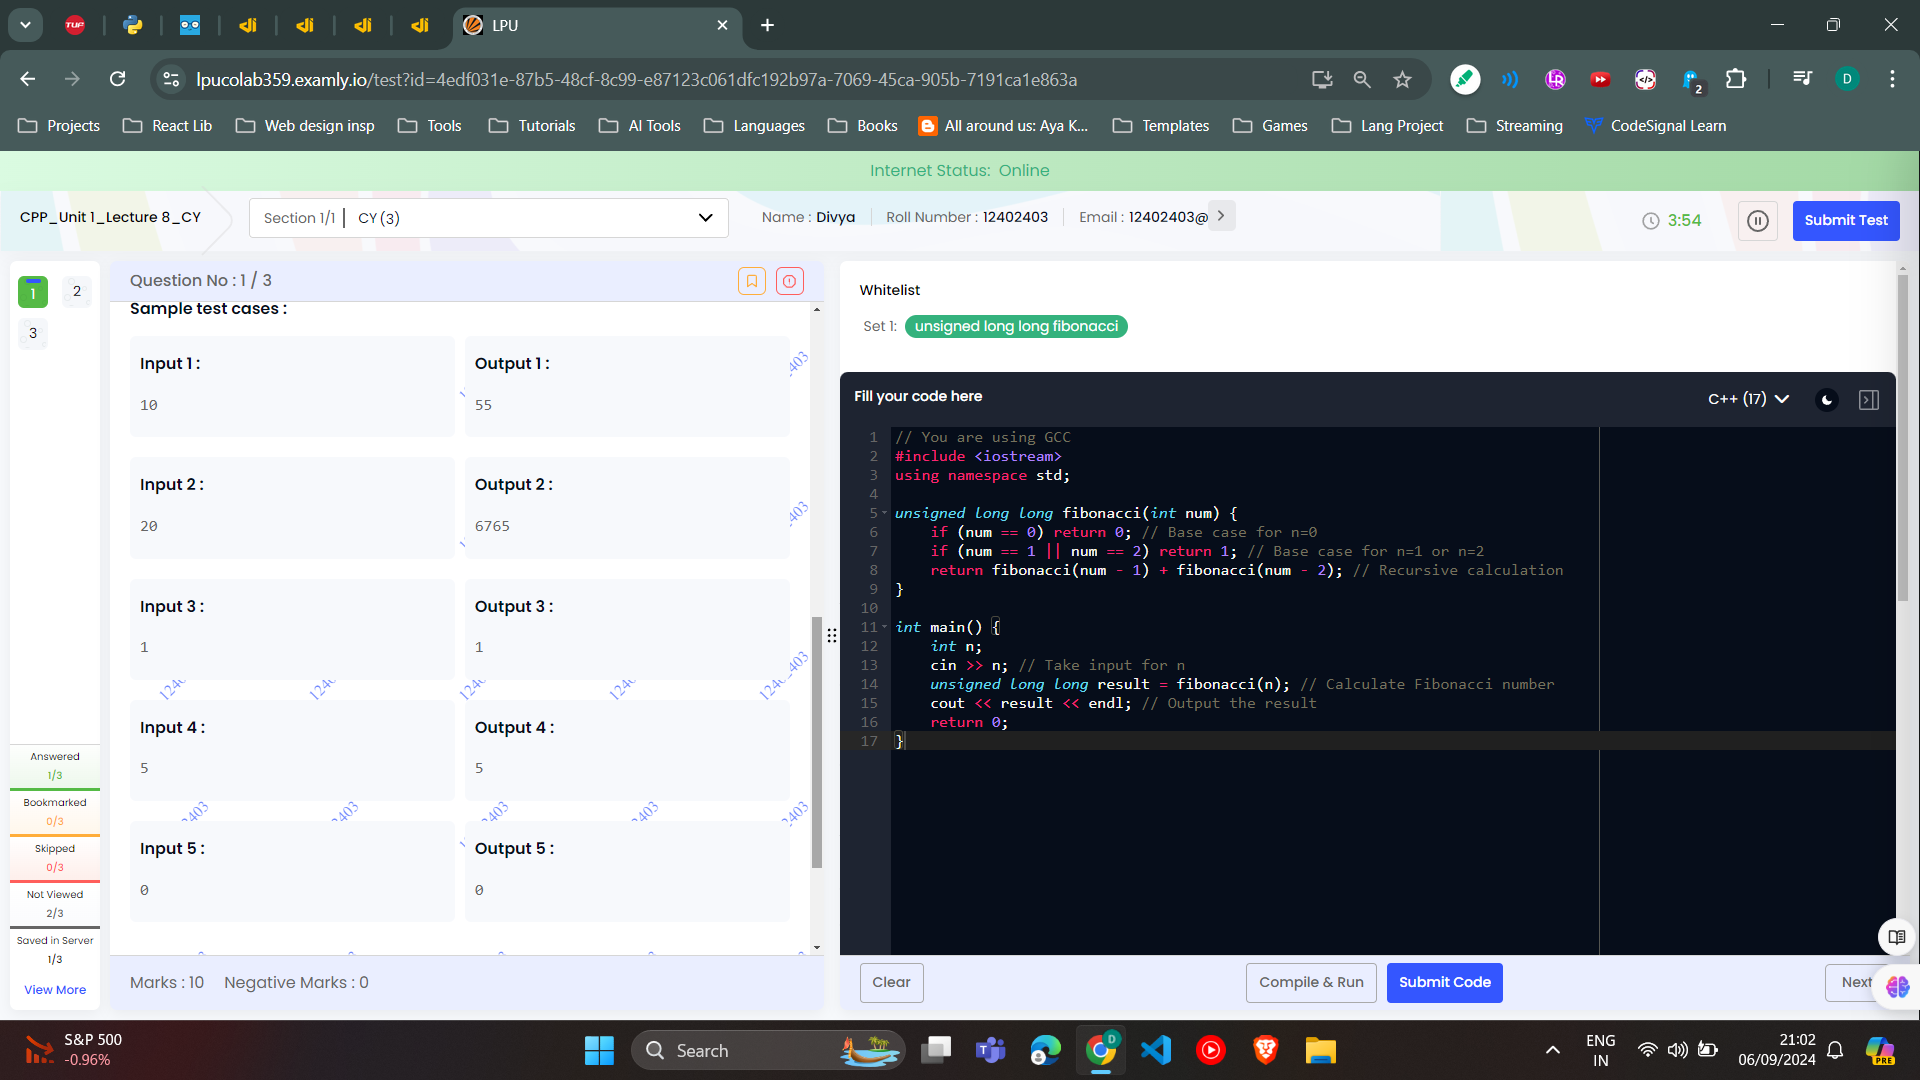 LPU
lpucolab359.examly.io/test?id=4edf031e-87b5-48cf-8c99-e87123c061dfc192b97a-7069-45ca-905b-7191ca1e863a
2
D
Projects
React Lib
Web design insp
Tools
Tutorials
AI Tools
Languages
Books
All around us: Aya K...
Templates
Games
Lang Project
Streaming
CodeSignal Learn
Internet Status: Online
CPP_Unit 1_Lecture 8_CY
Section 1/1 | CY (3)
Name : Divya
Roll Number : 12402403
Email : 12402403@
3:54
Submit Test
1
2
3
Answered
1/3
Bookmarked
0/3
Skipped
0/3
Not Viewed
2/3
Saved in Server
1/3
View More
Question No : 1 / 3
Sample test cases :
Input 1 :
10
Output 1 :
55
Input 2 :
20
Output 2 :
6765
Input 3 :
1
Output 3 :
1
Input 4 :
5
Output 4 :
5
Input 5 :
0
Output 5 :
0
Marks : 10
Negative Marks : 0
Whitelist
Set 1: unsigned long long fibonacci
Fill your code here
C++ (17)
1 // You are using GCC
2 #include <iostream>
3 using namespace std;
4
5 unsigned long long fibonacci(int num) {
6     if (num == 0) return 0; // Base case for n=0
7     if (num == 1 || num == 2) return 1; // Base case for n=1 or n=2
8     return fibonacci(num - 1) + fibonacci(num - 2); // Recursive calculation
9 }
10
11 int main() {
12     int n;
13     cin >> n; // Take input for n
14     unsigned long long result = fibonacci(n); // Calculate Fibonacci number
15     cout << result << endl; // Output the result
16     return 0;
17 }
Clear
Compile & Run
Submit Code
Next
S&P 500
-0.96%
Search
D
ENG
IN
21:02
06/09/2024
PRE